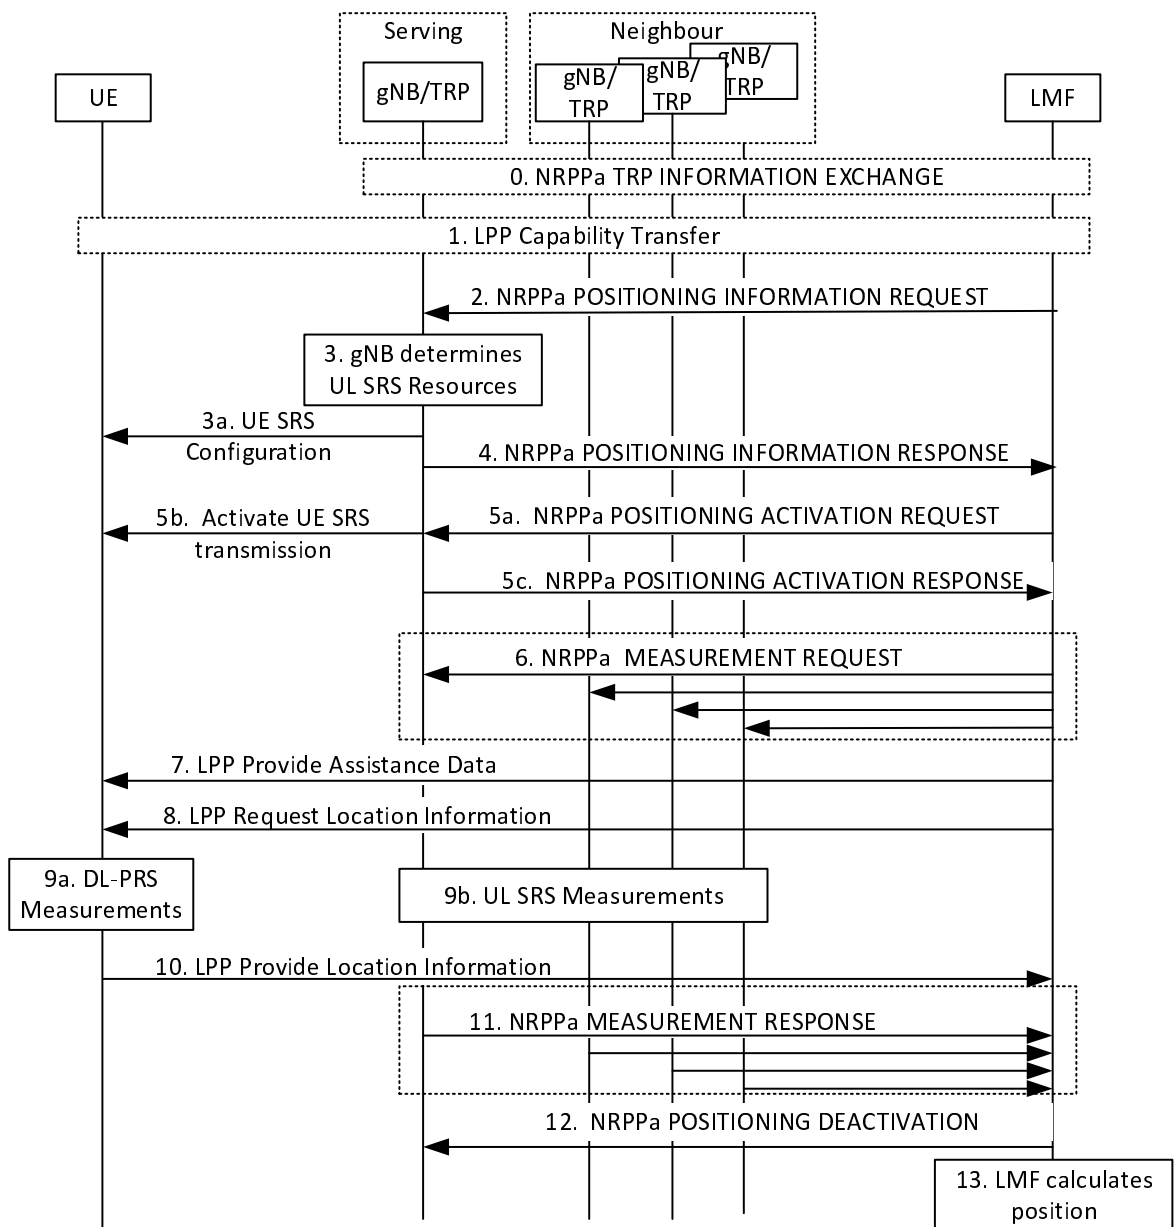 Serving
Neighbour
gNB/TRP
gNB/
TRP
gNB/
TRP
gNB/
TRP
UE
LMF
0. NRPPa TRP INFORMATION EXCHANGE
1. LPP Capability Transfer
2. NRPPa POSITIONING INFORMATION REQUEST
3. gNB determines
UL SRS Resources
3a. UE SRS
Configuration
4. NRPPa POSITIONING INFORMATION RESPONSE
5a.  NRPPa POSITIONING ACTIVATION REQUEST
5b.  Activate UE SRS
transmission
5c.  NRPPa POSITIONING ACTIVATION RESPONSE
6. NRPPa  MEASUREMENT REQUEST
7. LPP Provide Assistance Data
8. LPP Request Location Information
9a. DL-PRS
Measurements
9b. UL SRS Measurements
10. LPP Provide Location Information
11. NRPPa MEASUREMENT RESPONSE
12.  NRPPa POSITIONING DEACTIVATION
13. LMF calculates
position